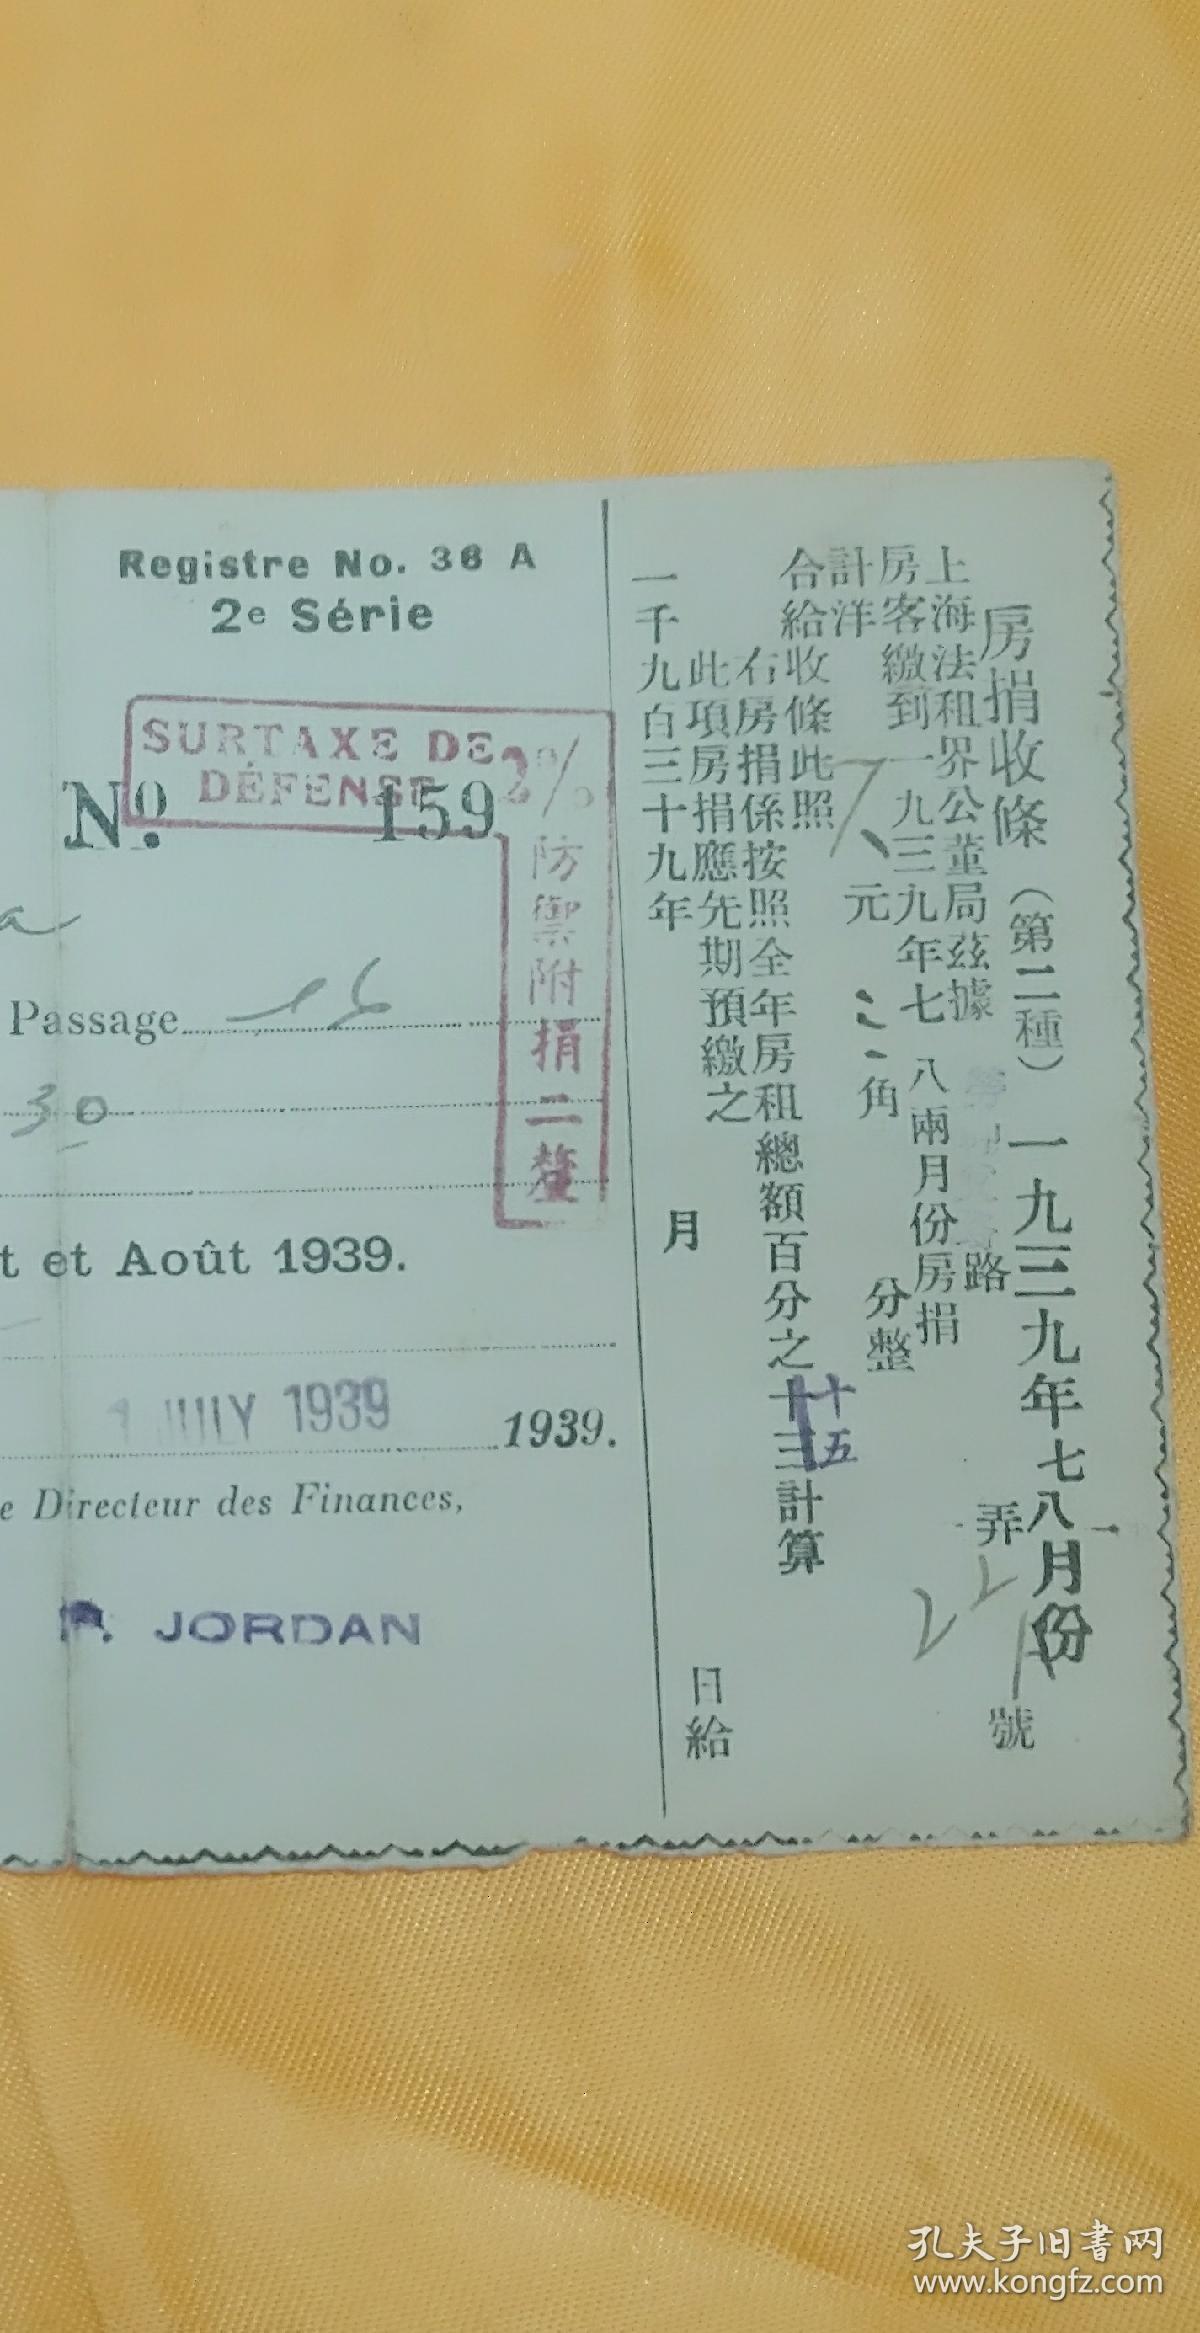 Registre No. 36 A
2e Série
SURTAXE DE
DÉFENSE 2%
防禦附捐二釐
No. 159
a
Passage 16
30
t et Août 1939.
JULY 1939 1939.
e Directeur des Finances,
P. JORDAN
房捐收條（第二種）一九三九年七八月份
上海法租界公董局茲據 路 弄 號
房客繳到一九三九年七八兩月份房捐
計洋 元 角 分整
合給收條此照
右房捐係按照全年房租總額百分之十三計算
十五
此項房捐應先期預繳之
一千九百三十九年 月 日給
孔夫子旧书网
www.kongfz.com